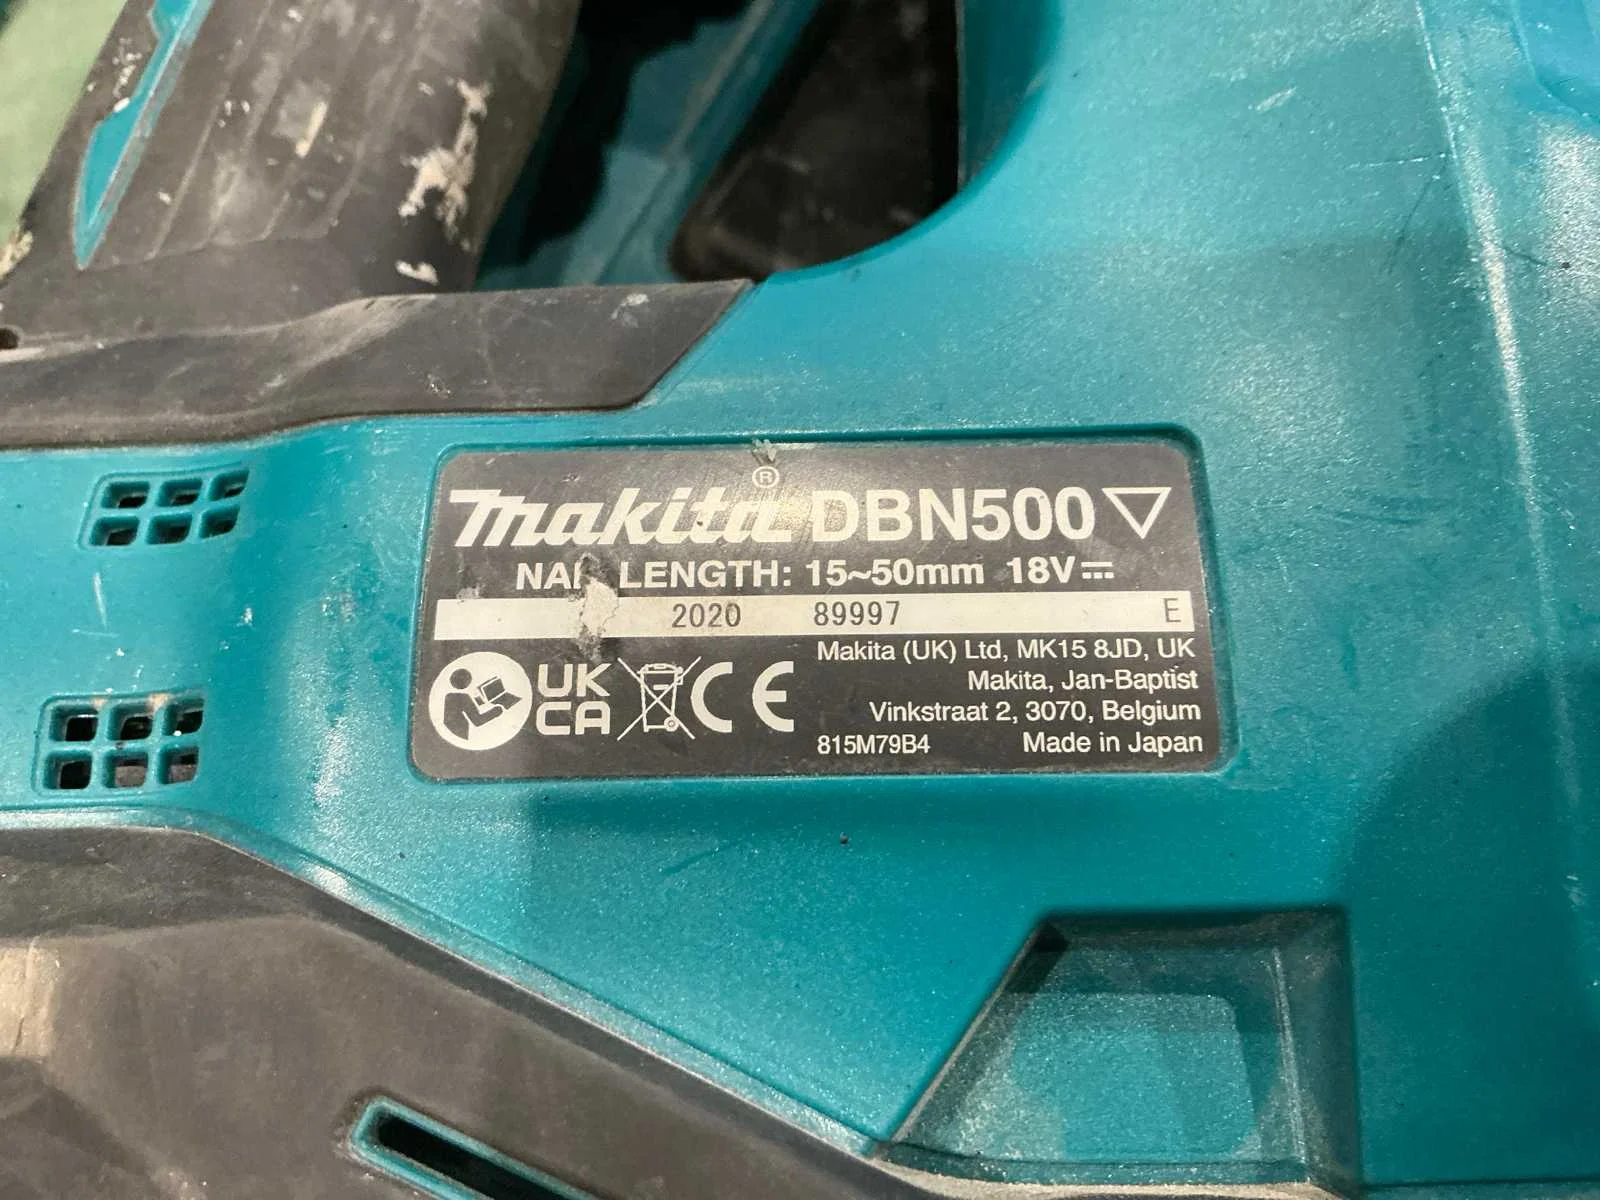 makita® DBN500
LENGTH: 15~50mm 18V
2020 89997 E
Makita (UK) Ltd, MK15 8JD, UK
Makita, Jan-Baptist
Vinkstraat 2, 3070, Belgium
UK
CA
CE
815M79B4 Made in Japan